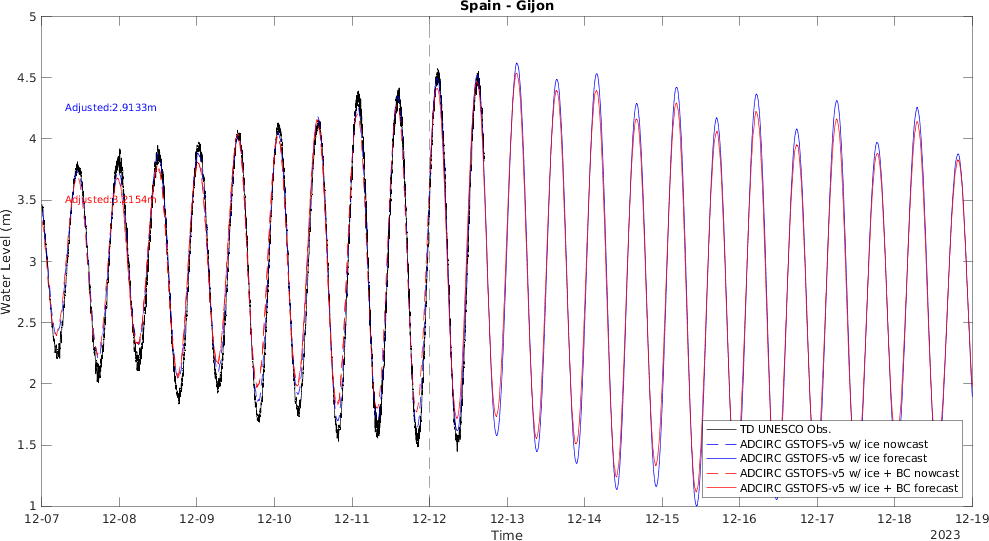 Spain - Gijon
5
4.5
4
3.5
3
2.5
2
1.5
1
Water Level (m)
Adjusted:2.9133m
Adjusted:3.2154m
TD UNESCO Obs.
ADCIRC GSTOFS-v5 w/ ice nowcast
ADCIRC GSTOFS-v5 w/ ice forecast
ADCIRC GSTOFS-v5 w/ ice + BC nowcast
ADCIRC GSTOFS-v5 w/ ice + BC forecast
12-07 12-08 12-09 12-10 12-11 12-12 12-13 12-14 12-15 12-16 12-17 12-18 12-19
Time
2023